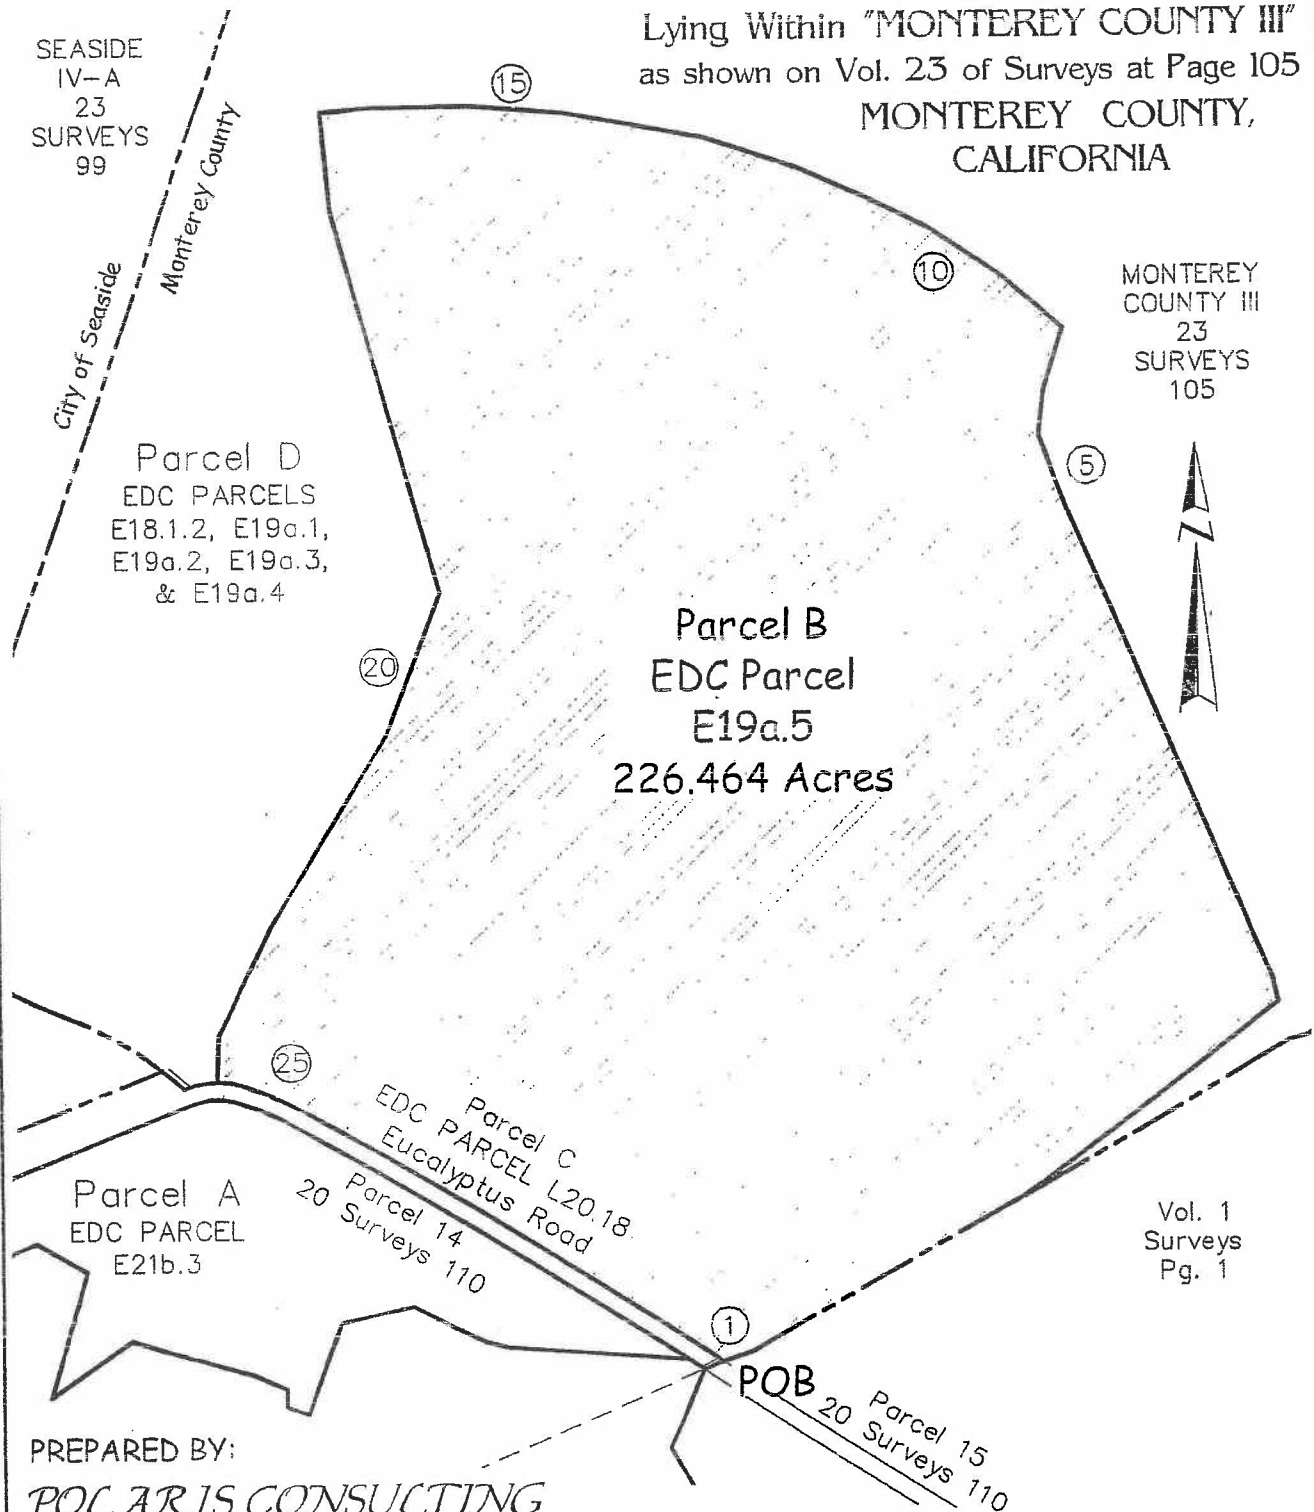 Lying Within "MONTEREY COUNTY III"
as shown on Vol. 23 of Surveys at Page 105
MONTEREY COUNTY,
CALIFORNIA
SEASIDE
IV-A
23
SURVEYS
99
15
Monterey County
City of Seaside
10
MONTEREY
COUNTY III
23
SURVEYS
105
5
Parcel D
EDC PARCELS
E18.1.2, E19a.1,
E19a.2, E19a.3,
& E19a.4
N
20
Parcel B
EDC Parcel
E19a.5
226.464 Acres
25
Parcel C
EDC PARCEL L20.18
Eucalyptus Road
Parcel 14
20 Surveys 110
Parcel A
EDC PARCEL
E21b.3
Vol. 1
Surveys
Pg. 1
1
POB
Parcel 15
20 Surveys 110
PREPARED BY:
POLARIS CONSULTING